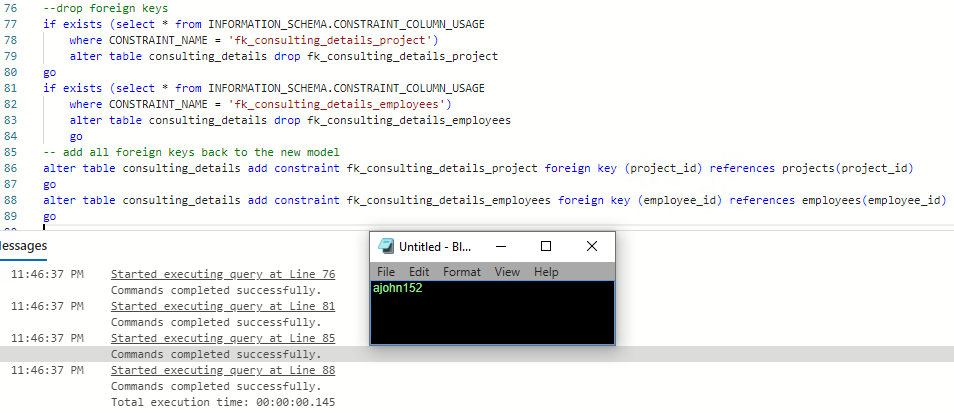 76 --drop foreign keys
77 if exists (select * from INFORMATION_SCHEMA.CONSTRAINT_COLUMN_USAGE
78     where CONSTRAINT_NAME = 'fk_consulting_details_project')
79     alter table consulting_details drop fk_consulting_details_project
80 go
81 if exists (select * from INFORMATION_SCHEMA.CONSTRAINT_COLUMN_USAGE
82     where CONSTRAINT_NAME = 'fk_consulting_details_employees')
83     alter table consulting_details drop fk_consulting_details_employees
84     go
85 -- add all foreign keys back to the new model
86 alter table consulting_details add constraint fk_consulting_details_project foreign key (project_id) references projects(project_id)
87 go
88 alter table consulting_details add constraint fk_consulting_details_employees foreign key (employee_id) references employees(employee_id)
89 go
Untitled - Bl...
File Edit Format View Help
ajohn152
essages
11:46:37 PM Started executing query at Line 76
Commands completed successfully.
11:46:37 PM Started executing query at Line 81
Commands completed successfully.
11:46:37 PM Started executing query at Line 85
Commands completed successfully.
11:46:37 PM Started executing query at Line 88
Commands completed successfully.
Total execution time: 00:00:00.145